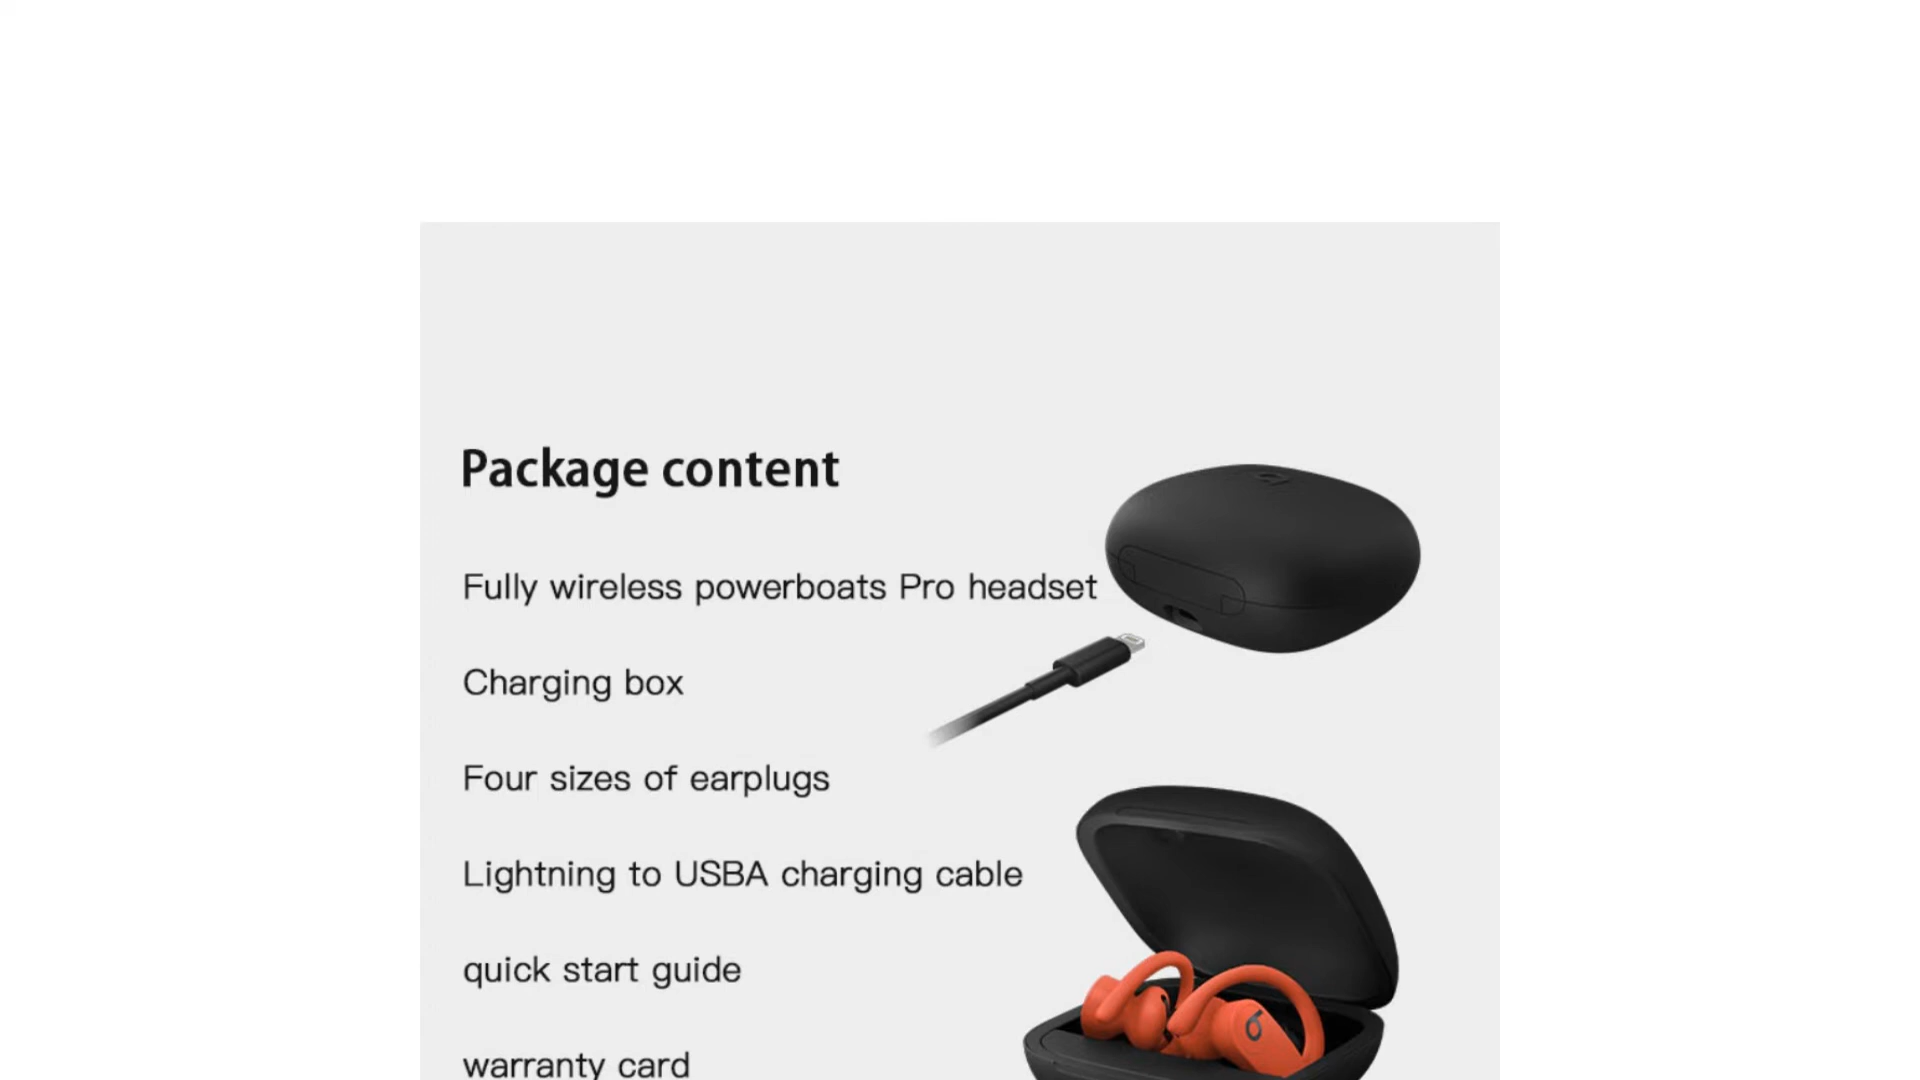 Package content
Fully wireless powerboats Pro headset
Charging box
Four sizes of earplugs
Lightning to USBA charging cable
quick start guide
warranty card